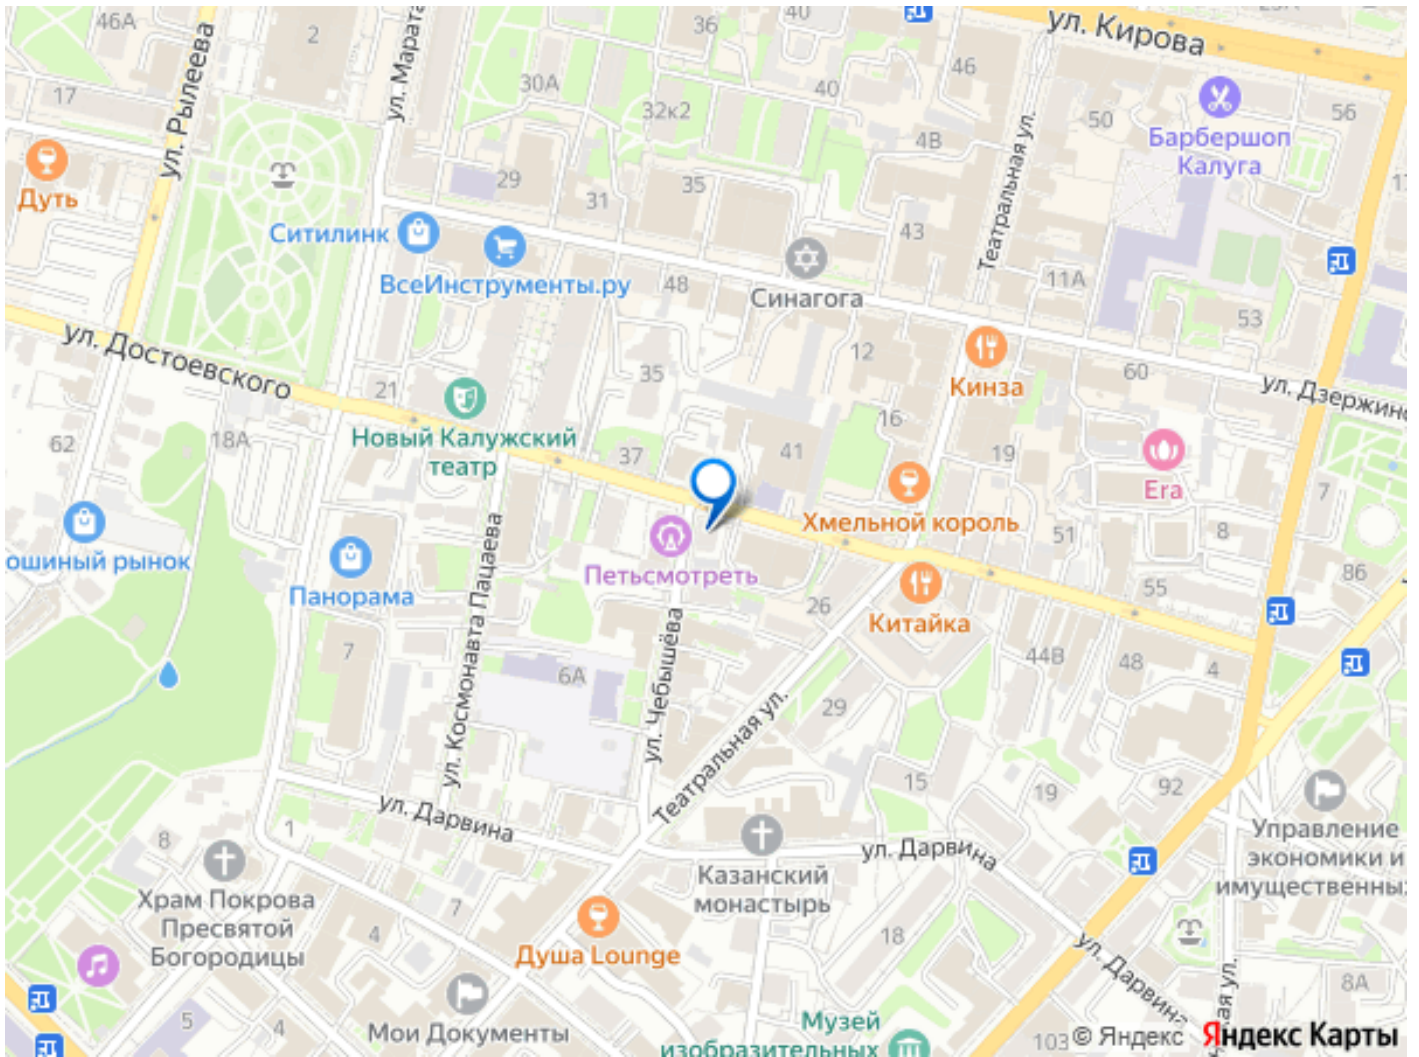 46А
2
ул. Рылеева
ул. Марата
36
40
40
ул. Кирова
46
17
30А
32к2
50
56
Барбершоп
Калуга
4В
Театральная ул.
Дуть
29
31
35
43
Ситилинк
ВсеИнструменты.ру
48
Синагога
11А
53
ул. Достоевского
12
Кинза
60
ул. Дзержинс
21
35
16
62
18А
Новый Калужский
театр
37
41
19
Era
7
Хмельной король
51
8
ошиный рынок
Панорама
ул. Космонавта Пацаева
Петьсмотреть
26
Китайка
55
86
7
6А
ул. Чебышёва
44В
48
4
29
Театральная ул.
15
19
92
ул. Дарвина
1
8
Храм Покрова
Пресвятой
Богородицы
Казанский
монастырь
ул. Дарвина
Управление
экономики и
имущественны
7
4
Душа Lounge
18
ул. Дарвина
8А
5
4
Мои Документы
Музей
изобразительных
103
ная ул.
© Яндекс
Яндекс Карты